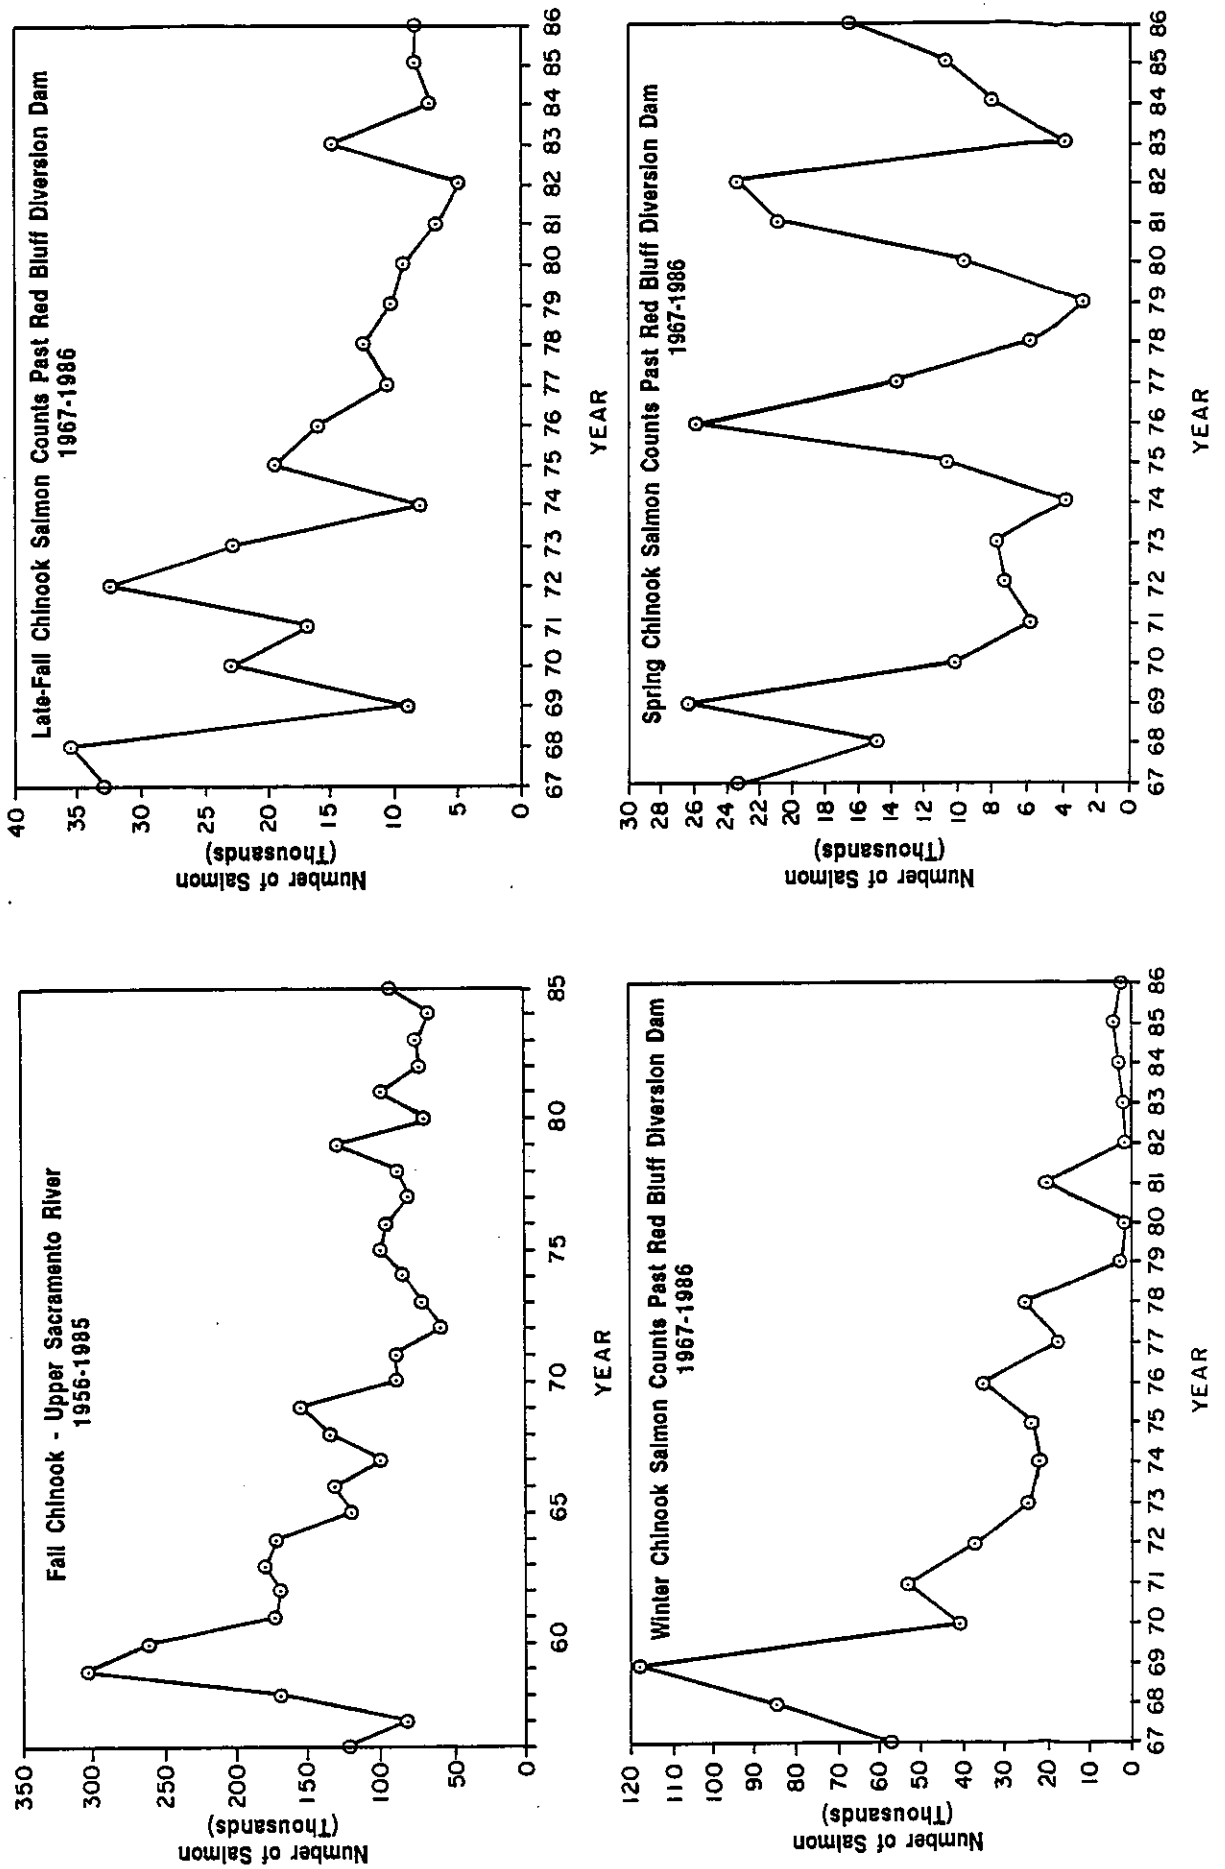 Fall Chinook - Upper Sacramento River
1956-1985
Number of Salmon
(Thousands)
350
300
250
200
150
100
50
0
60 65 70 75 80 85
YEAR
Late-Fall Chinook Salmon Counts Past Red Bluff Diversion Dam
1967-1986
Number of Salmon
(Thousands)
40
35
30
25
20
15
10
5
0
67 68 69 70 71 72 73 74 75 76 77 78 79 80 81 82 83 84 85 86
YEAR
Winter Chinook Salmon Counts Past Red Bluff Diversion Dam
1967-1986
Number of Salmon
(Thousands)
120
110
100
90
80
70
60
50
40
30
20
10
0
67 68 69 70 71 72 73 74 75 76 77 78 79 80 81 82 83 84 85 86
YEAR
Spring Chinook Salmon Counts Past Red Bluff Diversion Dam
1967-1986
Number of Salmon
(Thousands)
30
28
26
24
22
20
18
16
14
12
10
8
6
4
2
0
67 68 69 70 71 72 73 74 75 76 77 78 79 80 81 82 83 84 85 86
YEAR